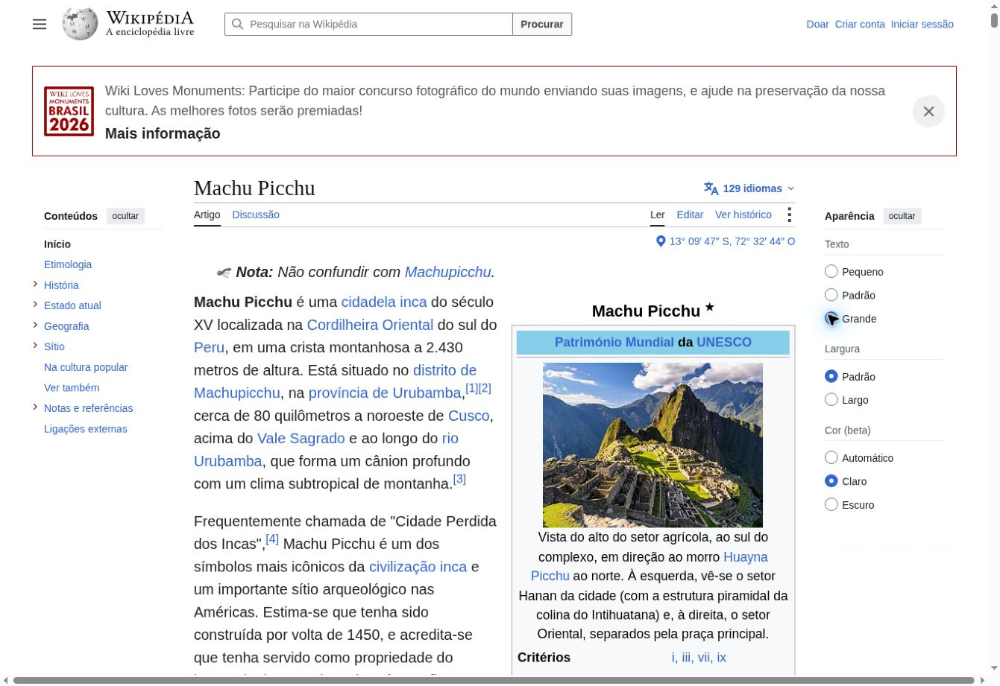 WIKIPÉDIA
A enciclopédia livre
Pesquisar na Wikipédia
Procurar
Doar Criar conta Iniciar sessão
WIKI LOVES
MONUMENTS
BRASIL
2026
Wiki Loves Monuments: Participe do maior concurso fotográfico do mundo enviando suas imagens, e ajude na preservação da nossa
cultura. As melhores fotos serão premiadas!
Mais informação
Conteúdos ocultar
Início
Etimologia
História
Estado atual
Geografia
Sítio
Na cultura popular
Ver também
Notas e referências
Ligações externas
Machu Picchu
129 idiomas
Artigo Discussão
Ler Editar Ver histórico
13° 09′ 47″ S, 72° 32′ 44″ O
Nota: Não confundir com Machupicchu.
Machu Picchu é uma cidadela inca do século
XV localizada na Cordilheira Oriental do sul do
Peru, em uma crista montanhosa a 2.430
metros de altura. Está situado no distrito de
Machupicchu, na província de Urubamba,[1][2]
cerca de 80 quilômetros a noroeste de Cusco,
acima do Vale Sagrado e ao longo do rio
Urubamba, que forma um cânion profundo
com um clima subtropical de montanha.[3]
Frequentemente chamada de "Cidade Perdida
dos Incas",[4] Machu Picchu é um dos
símbolos mais icônicos da civilização inca e
um importante sítio arqueológico nas
Américas. Estima-se que tenha sido
construída por volta de 1450, e acredita-se
que tenha servido como propriedade do
Machu Picchu ★
Património Mundial da UNESCO
Vista do alto do setor agrícola, ao sul do
complexo, em direção ao morro Huayna
Picchu ao norte. À esquerda, vê-se o setor
Hanan da cidade (com a estrutura piramidal da
colina do Intihuatana) e, à direita, o setor
Oriental, separados pela praça principal.
Critérios i, iii, vii, ix
Aparência ocultar
Texto
Pequeno
Padrão
Grande
Largura
Padrão
Largo
Cor (beta)
Automático
Claro
Escuro